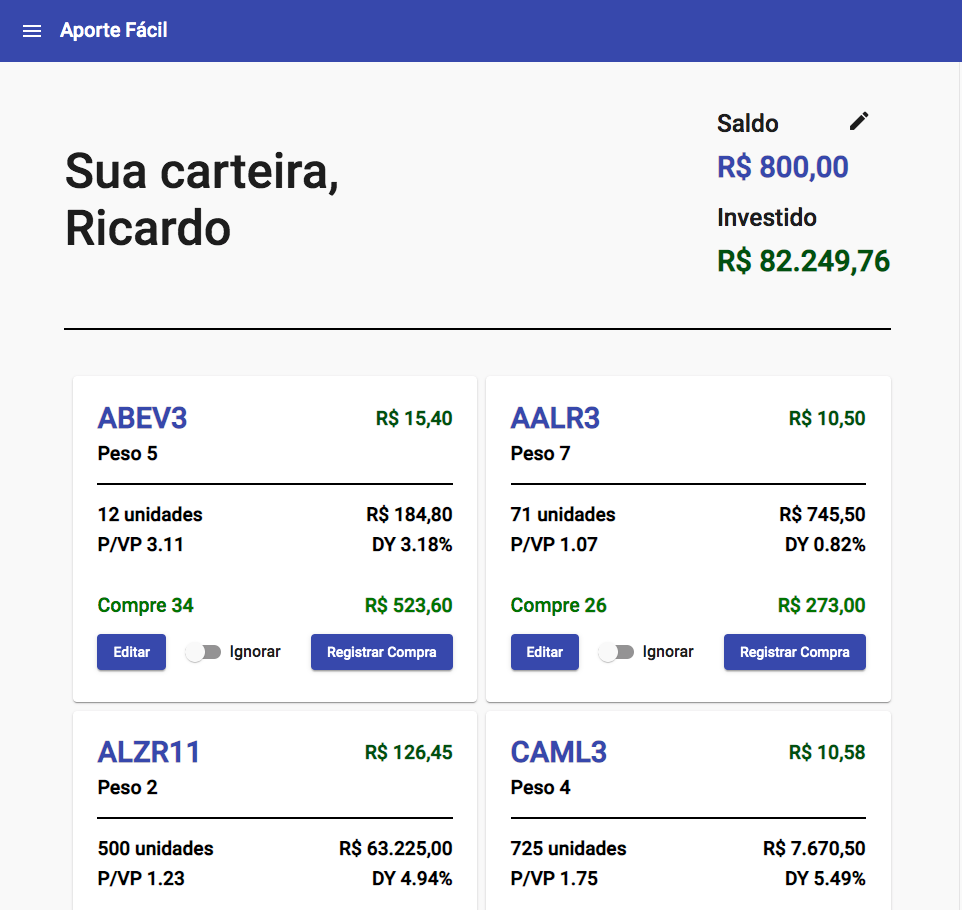 Aporte Fácil
Sua carteira,
Ricardo
Saldo
R$ 800,00
Investido
R$ 82.249,76
ABEV3 R$ 15,40
Peso 5
12 unidades R$ 184,80
P/VP 3.11 DY 3.18%
Compre 34 R$ 523,60
Editar Ignorar Registrar Compra
AALR3 R$ 10,50
Peso 7
71 unidades R$ 745,50
P/VP 1.07 DY 0.82%
Compre 26 R$ 273,00
Editar Ignorar Registrar Compra
ALZR11 R$ 126,45
Peso 2
500 unidades R$ 63.225,00
P/VP 1.23 DY 4.94%
CAML3 R$ 10,58
Peso 4
725 unidades R$ 7.670,50
P/VP 1.75 DY 5.49%